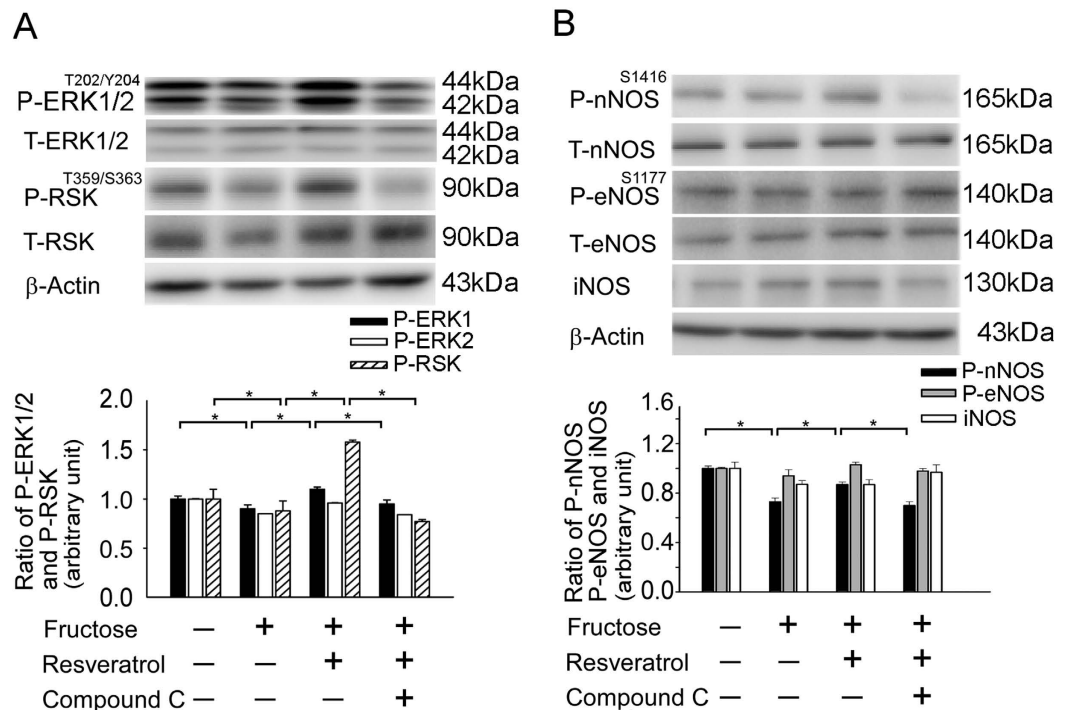 A
T202/Y204
P-ERK1/2
44kDa
42kDa
T-ERK1/2
44kDa
42kDa
T359/S363
P-RSK
90kDa
T-RSK
90kDa
β-Actin
43kDa
P-ERK1
P-ERK2
P-RSK
Ratio of P-ERK1/2
and P-RSK
(arbitrary unit)
2.0
1.5
1.0
0.5
0.0
* * *
* * *
Fructose — + + +
Resveratrol — — + +
Compound C — — — +
B
S1416
P-nNOS
165kDa
T-nNOS
165kDa
S1177
P-eNOS
140kDa
T-eNOS
140kDa
iNOS
130kDa
β-Actin
43kDa
P-nNOS
P-eNOS
iNOS
Ratio of P-nNOS
P-eNOS and iNOS
(arbitrary unit)
1.6
1.2
0.8
0.4
0.0
* * *
Fructose — + + +
Resveratrol — — + +
Compound C — — — +